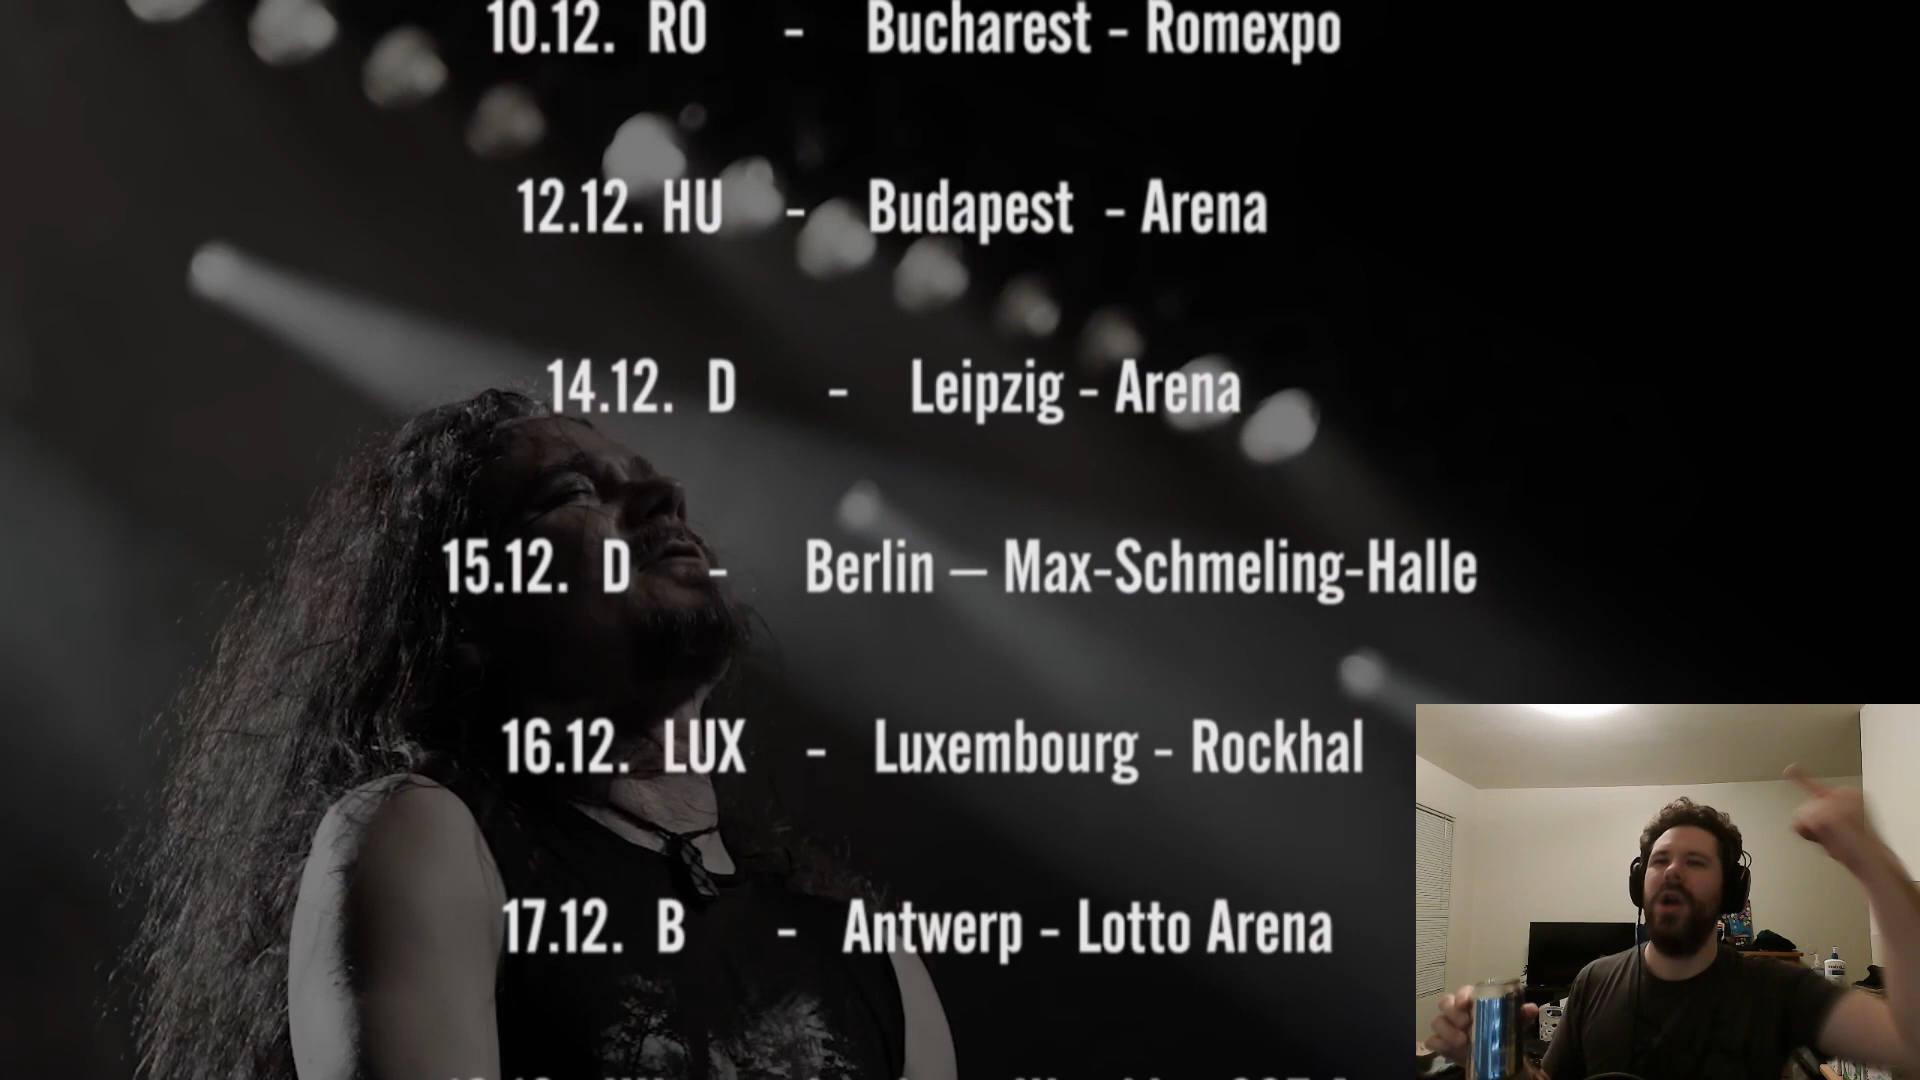 10.12. RO - Bucharest - Romexpo
12.12. HU - Budapest - Arena
14.12. D - Leipzig - Arena
15.12. D - Berlin – Max-Schmeling-Halle
16.12. LUX - Luxembourg - Rockhal
17.12. B - Antwerp - Lotto Arena